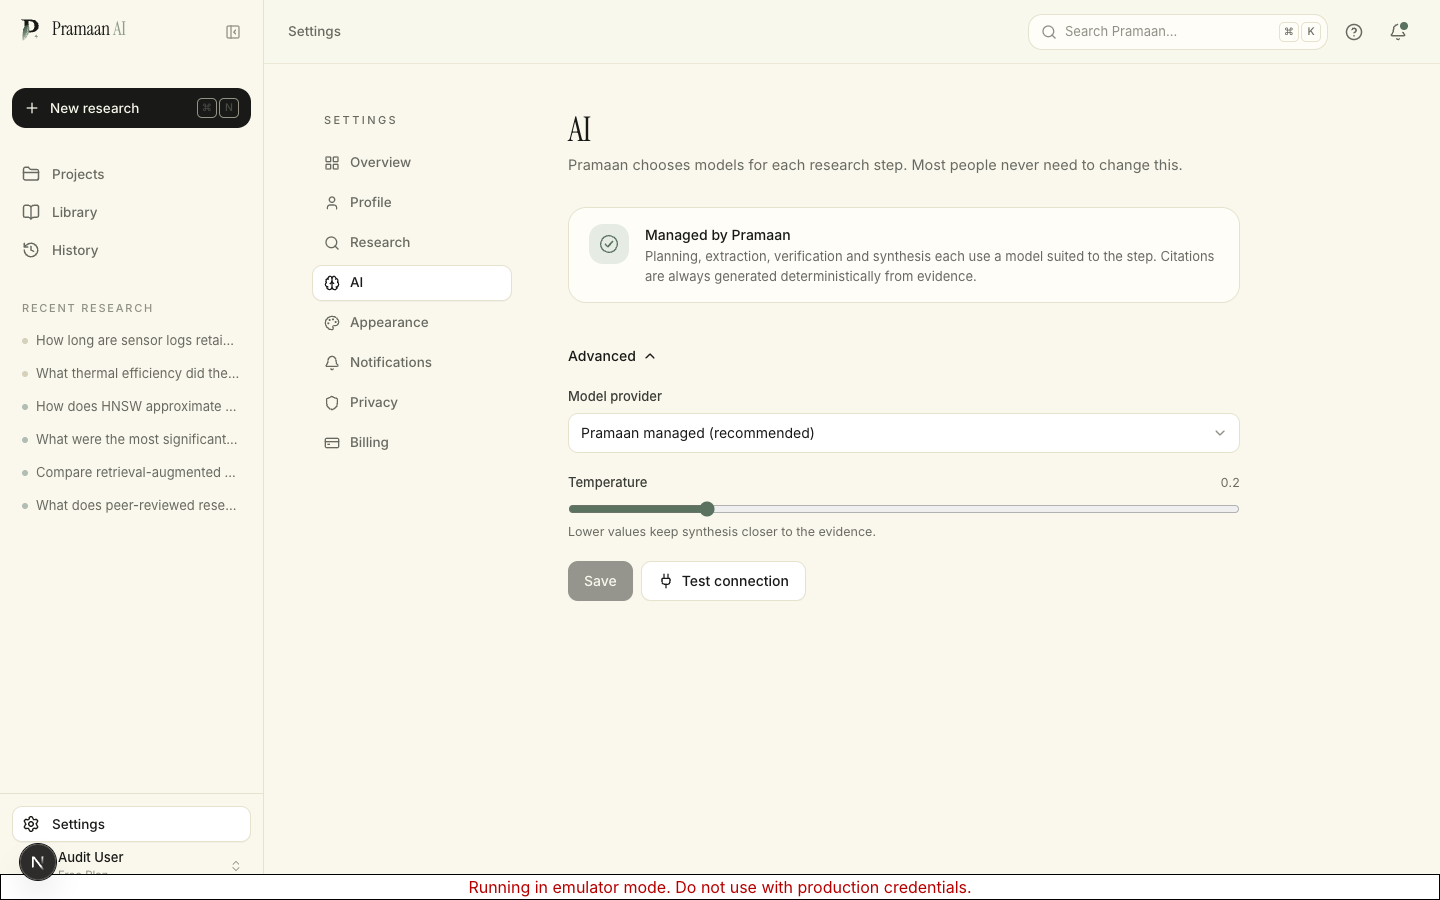 Pramaan AI
Settings
Search Pramaan...
⌘ K
New research
⌘ N
Projects
Library
History
RECENT RESEARCH
How long are sensor logs retai...
What thermal efficiency did the...
How does HNSW approximate ...
What were the most significant...
Compare retrieval-augmented ...
What does peer-reviewed rese...
Settings
N
Audit User
SETTINGS
Overview
Profile
Research
AI
Appearance
Notifications
Privacy
Billing
AI
Pramaan chooses models for each research step. Most people never need to change this.
Managed by Pramaan
Planning, extraction, verification and synthesis each use a model suited to the step. Citations
are always generated deterministically from evidence.
Advanced
Model provider
Pramaan managed (recommended)
Temperature
0.2
Lower values keep synthesis closer to the evidence.
Save
Test connection
Running in emulator mode. Do not use with production credentials.